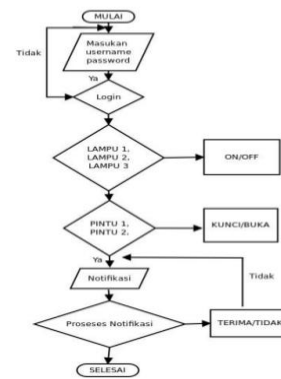 MULAI
Tidak
Masukan
username
password
Ya
Login
LAMPU 1,
LAMPU 2,
LAMPU 3
ON/OFF
PINTU 1,
PINTU 2.
KUNCI/BUKA
Ya
Tidak
Notifikasi
Proseses Notifikasi
TERIMA/TIDAK
SELESAI